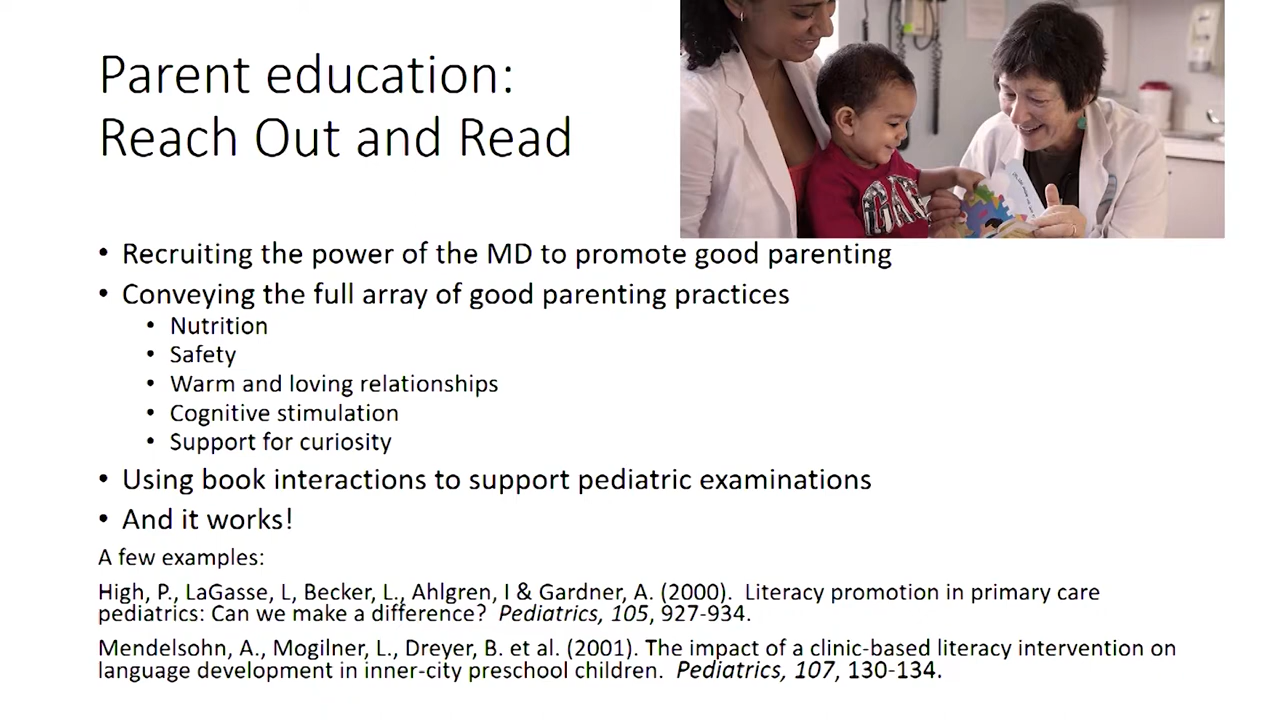 Parent education:
Reach Out and Read
GAP
• Recruiting the power of the MD to promote good parenting
• Conveying the full array of good parenting practices
• Nutrition
• Safety
• Warm and loving relationships
• Cognitive stimulation
• Support for curiosity
• Using book interactions to support pediatric examinations
• And it works!
A few examples:
High, P., LaGasse, L, Becker, L., Ahlgren, I & Gardner, A. (2000).  Literacy promotion in primary care
pediatrics: Can we make a difference?  Pediatrics, 105, 927-934.
Mendelsohn, A., Mogilner, L., Dreyer, B. et al. (2001). The impact of a clinic-based literacy intervention on
language development in inner-city preschool children.  Pediatrics, 107, 130-134.